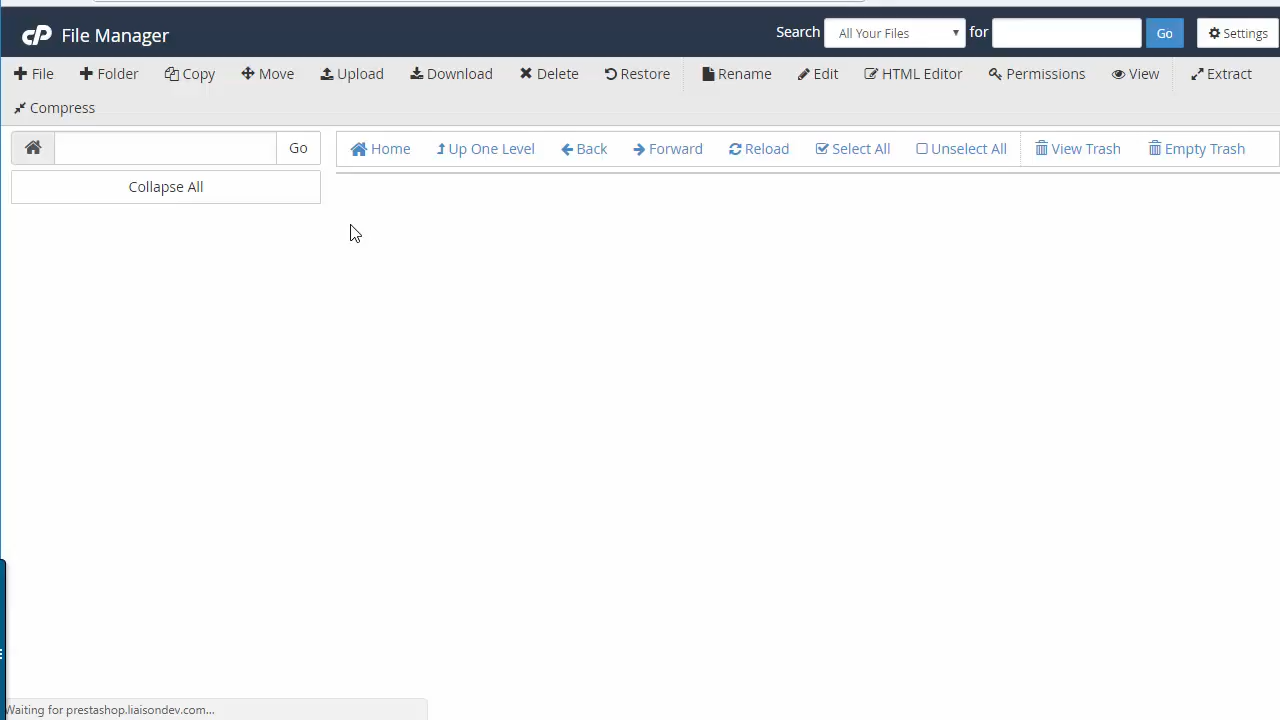 cP File Manager Search All Your Files for Go Settings
File Folder Copy Move Upload Download Delete Restore Rename Edit HTML Editor Permissions View Extract
Compress
Go Home Up One Level Back Forward Reload Select All Unselect All View Trash Empty Trash
Collapse All
Waiting for prestashop.liaisondev.com...